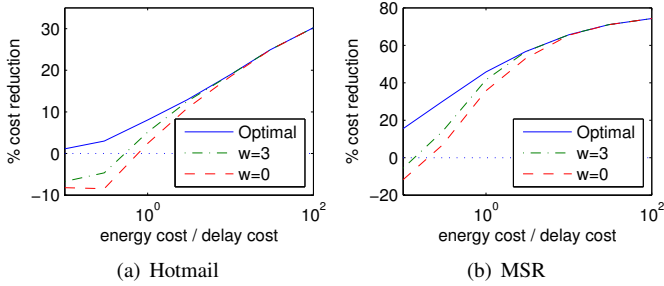 30
20
10
0
−10
% cost reduction
Optimal
w=3
w=0
10^0
10^2
energy cost / delay cost
(a) Hotmail
80
60
40
20
0
−20
% cost reduction
Optimal
w=3
w=0
10^0
10^2
energy cost / delay cost
(b) MSR